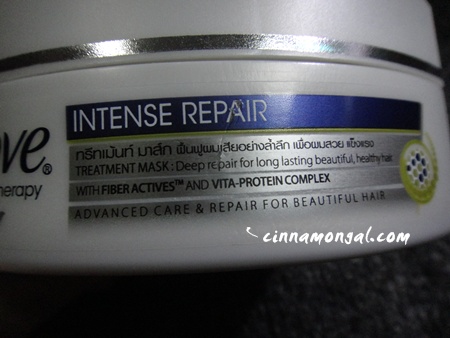 INTENSE REPAIR
ove®
therapy
ทรีทเม้นท์ มาส์ก ฟื้นฟูผมเสียอย่างล้ำลึก เพื่อผมสวย แข็งแรง
TREATMENT MASK : Deep repair for long lasting beautiful, healthy hair
WITH FIBER ACTIVES™ AND VITA-PROTEIN COMPLEX
ADVANCED CARE & REPAIR FOR BEAUTIFUL HAIR
cinnamongal.com